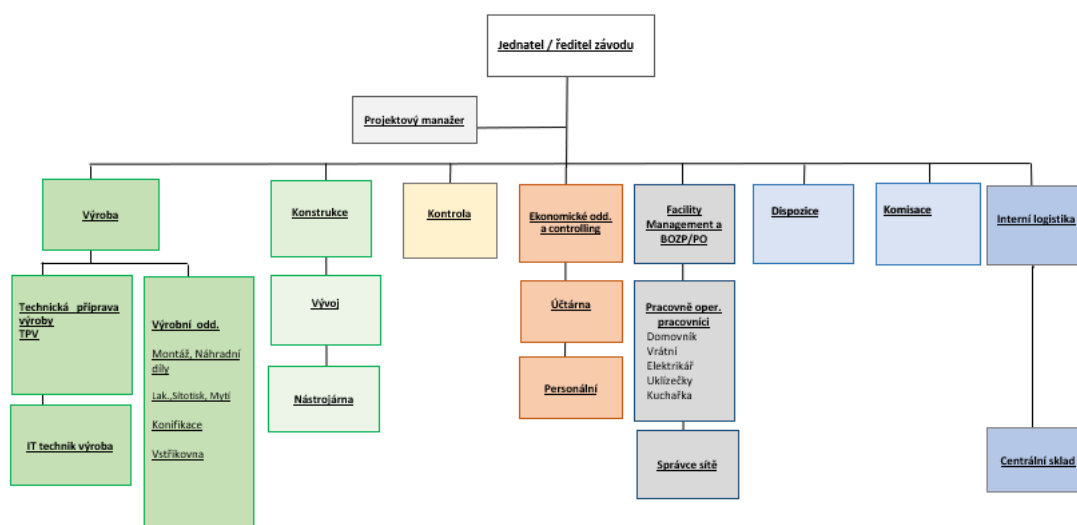 Jednatel / ředitel závodu
Projektový manažer
Výroba
Konstrukce
Kontrola
Ekonomické odd.
a controlling
Facility
Management a
BOZP/PO
Dispozice
Komisace
Interní logistika
Technická příprava
výroby
TPV
Výrobní odd.
Montáž, Náhradní
díly
Lak.,Sítotisk, Mytí
Konifikace
Vstřikovna
IT technik výroba
Vývoj
Nástrojárna
Účtárna
Personální
Pracovně oper.
pracovníci
Domovník
Vrátní
Elektrikář
Uklízečky
Kuchařka
Správce sítě
Centrální sklad